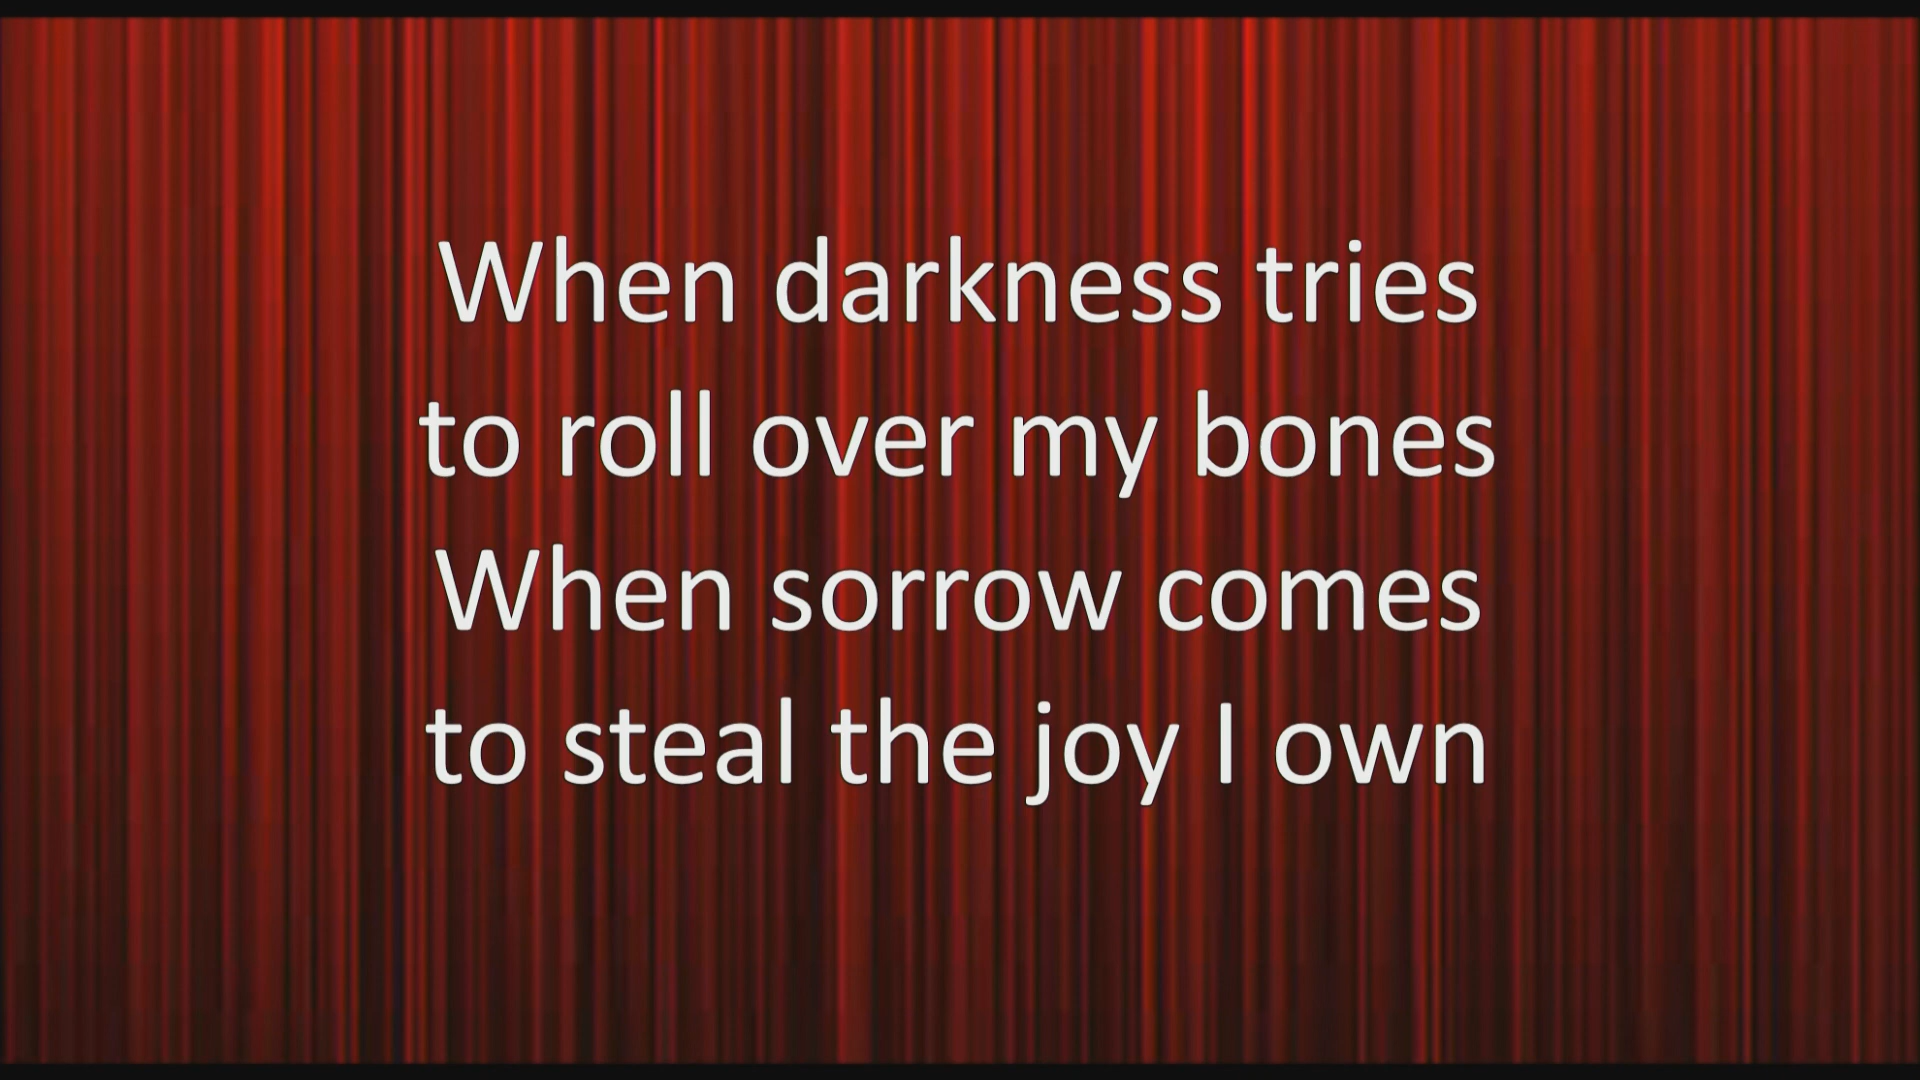 When darkness tries
to roll over my bones
When sorrow comes
to steal the joy I own